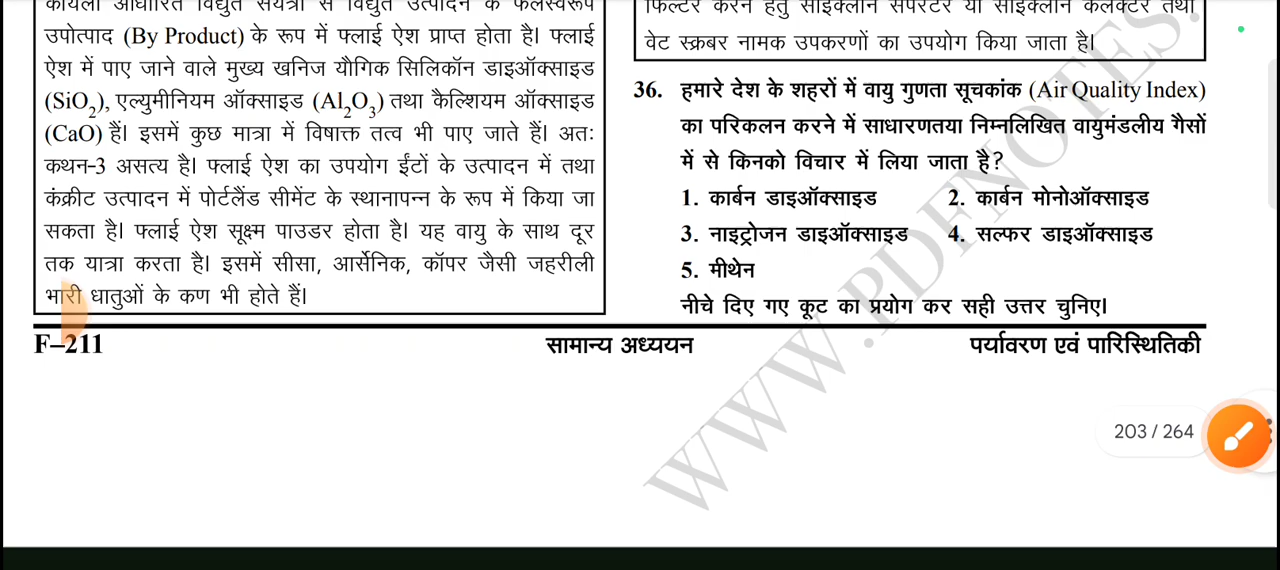 कोयला आधारित विद्युत संयंत्रों से विद्युत उत्पादन के फलस्वरूप
उपोत्पाद (By Product) के रूप में फ्लाई ऐश प्राप्त होता है। फ्लाई
ऐश में पाए जाने वाले मुख्य खनिज यौगिक सिलिकॉन डाइऑक्साइड
(SiO₂), एल्युमीनियम ऑक्साइड (Al₂O₃) तथा कैल्शियम ऑक्साइड
(CaO) हैं। इसमें कुछ मात्रा में विषाक्त तत्व भी पाए जाते हैं। अतः
कथन-3 असत्य है। फ्लाई ऐश का उपयोग ईंटों के उत्पादन में तथा
कंक्रीट उत्पादन में पोर्टलैंड सीमेंट के स्थानापन्न के रूप में किया जा
सकता है। फ्लाई ऐश सूक्ष्म पाउडर होता है। यह वायु के साथ दूर
तक यात्रा करता है। इसमें सीसा, आर्सेनिक, कॉपर जैसी जहरीली
भारी धातुओं के कण भी होते हैं।
फिल्टर करने हेतु साइक्लोन सेपरेटर या साइक्लोन कलेक्टर तथा
वेट स्क्रबर नामक उपकरणों का उपयोग किया जाता है।
36. हमारे देश के शहरों में वायु गुणता सूचकांक (Air Quality Index)
का परिकलन करने में साधारणतया निम्नलिखित वायुमंडलीय गैसों
में से किनको विचार में लिया जाता है?
1. कार्बन डाइऑक्साइड 2. कार्बन मोनोऑक्साइड
3. नाइट्रोजन डाइऑक्साइड 4. सल्फर डाइऑक्साइड
5. मीथेन
नीचे दिए गए कूट का प्रयोग कर सही उत्तर चुनिए।
F–211 सामान्य अध्ययन पर्यावरण एवं पारिस्थितिकी
203 / 264
WWW.PDFNOTES.